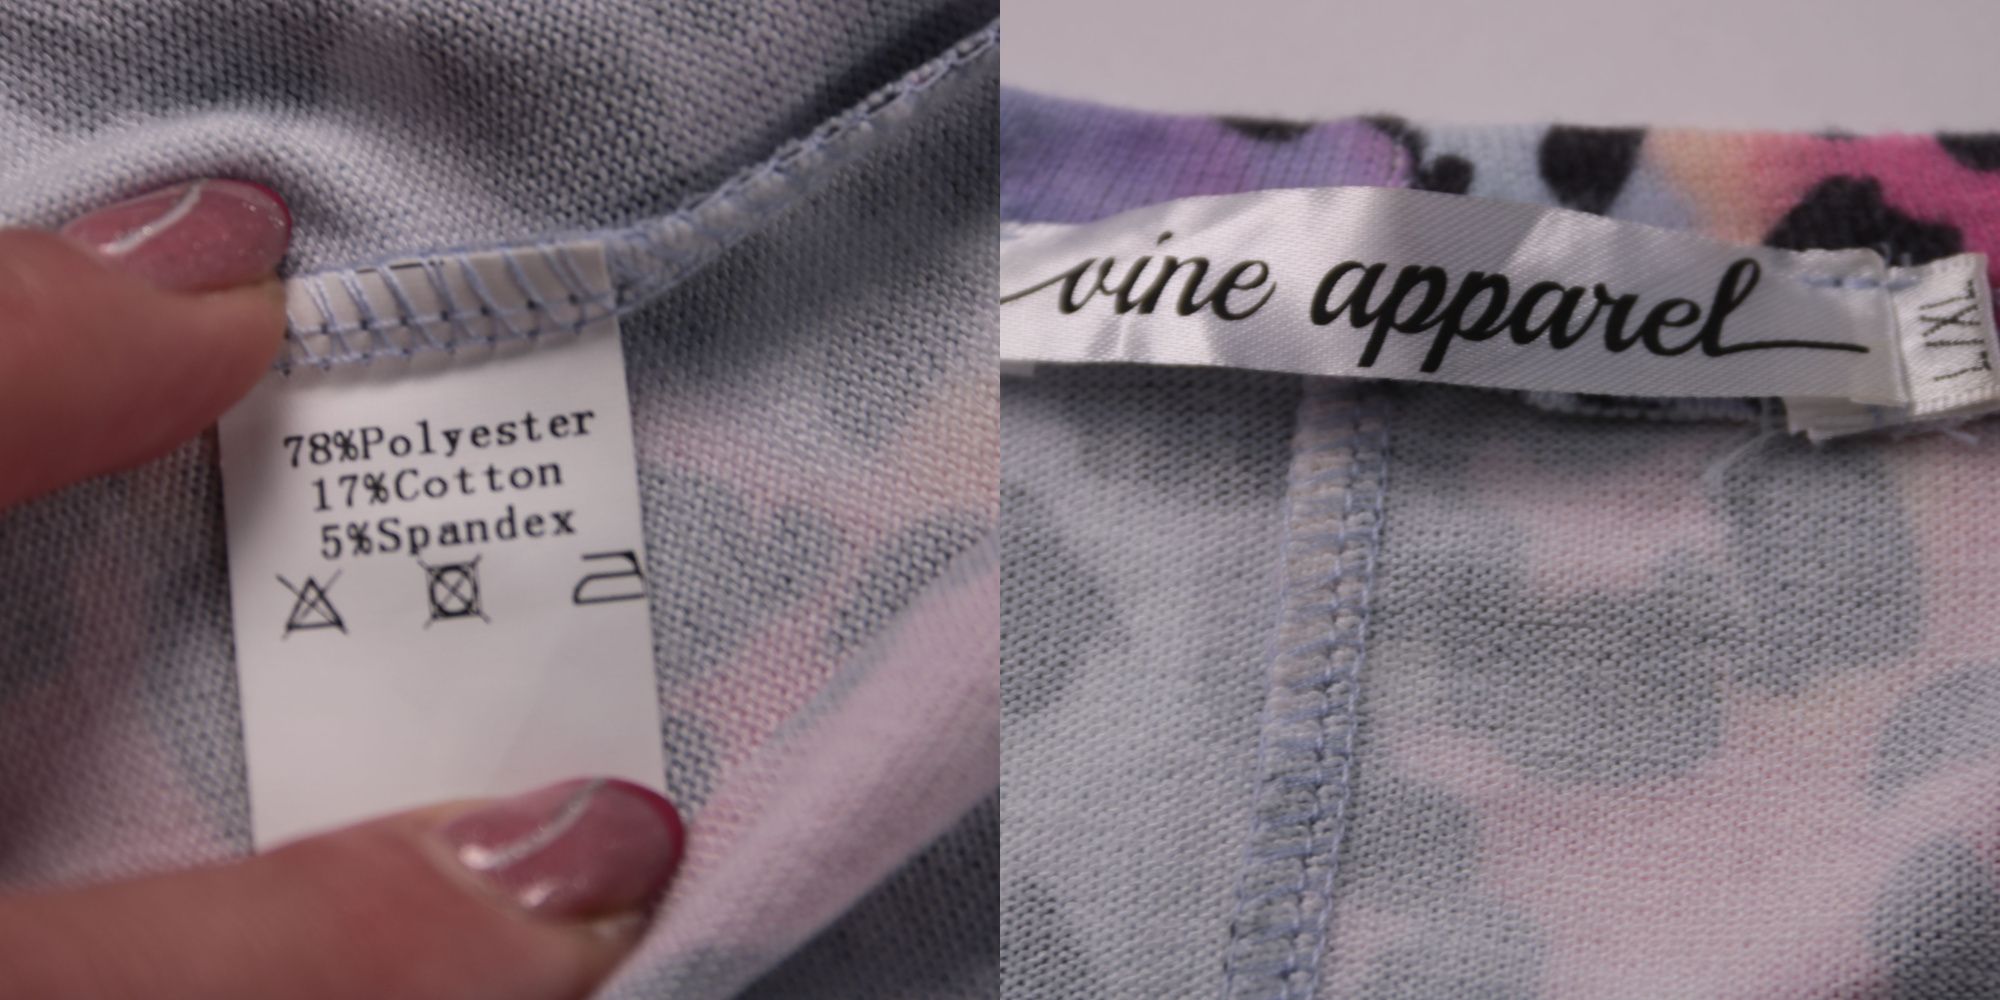 78%Polyester
17%Cotton
5%Spandex
vine apparel
L/XL